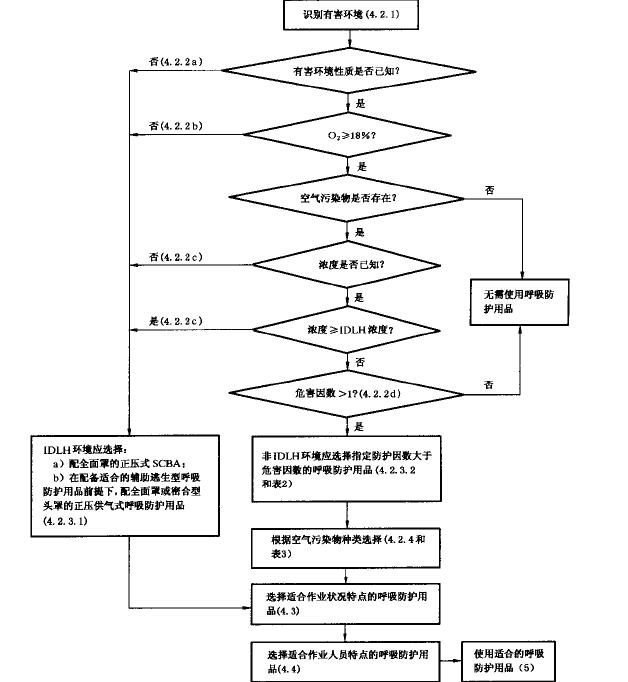 识别有害环境(4.2.1)
否(4.2.2a)
有害环境性质是否已知?
是
否(4.2.2b)
O₂≥18%?
是
空气污染物是否存在?
否
是
否(4.2.2c)
浓度是否已知?
无需使用呼吸防
护用品
是
是(4.2.2c)
浓度≥IDLH浓度?
否
危害因数>1?(4.2.2d)
否
是
IDLH环境应选择:
a)配全面罩的正压式SCBA;
b)在配备适合的辅助逃生型呼吸
防护用品前提下,配全面罩或密合型
头罩的正压供气式呼吸防护用品
(4.2.3.1)
非IDLH环境应选择指定防护因数大于
危害因数的呼吸防护用品(4.2.3.2
和表2)
根据空气污染物种类选择(4.2.4和
表3)
选择适合作业状况特点的呼吸防护用
品(4.3)
选择适合作业人员特点的呼吸防护用
品(4.4)
使用适合的呼吸
防护用品(5)